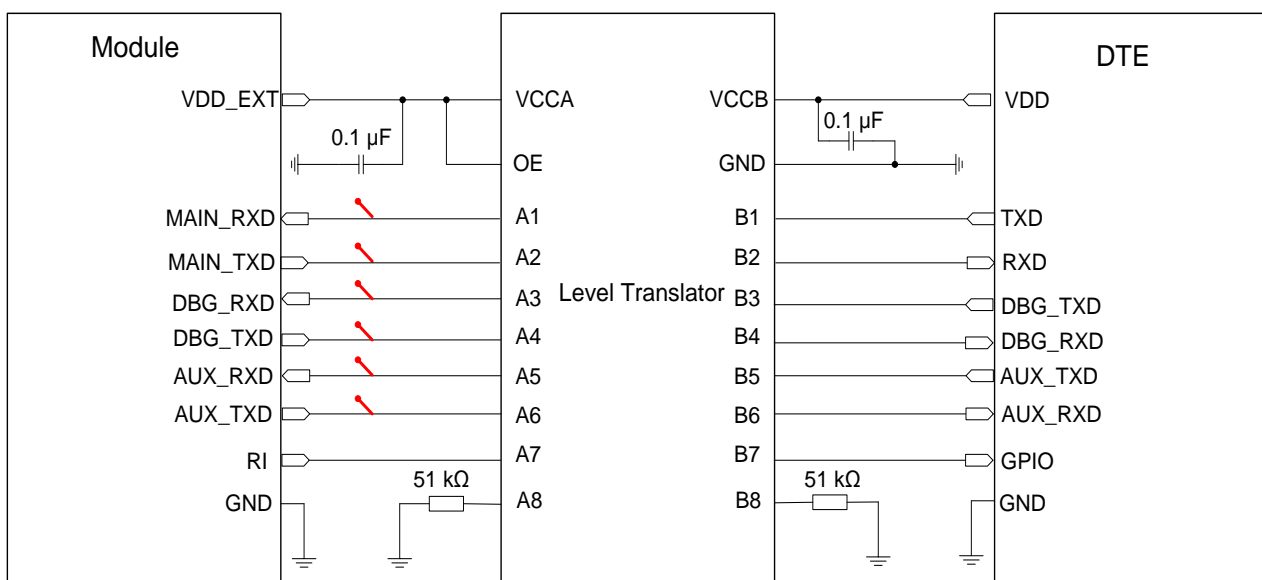 Module
DTE
VDD_EXT
VCCA
VCCB
VDD
0.1 µF
0.1 µF
OE
GND
MAIN_RXD
A1
B1
TXD
MAIN_TXD
A2
B2
RXD
DBG_RXD
A3
Level Translator
B3
DBG_TXD
DBG_TXD
A4
B4
DBG_RXD
AUX_RXD
A5
B5
AUX_TXD
AUX_TXD
A6
B6
AUX_RXD
RI
A7
B7
GPIO
51 kΩ
51 kΩ
GND
A8
B8
GND